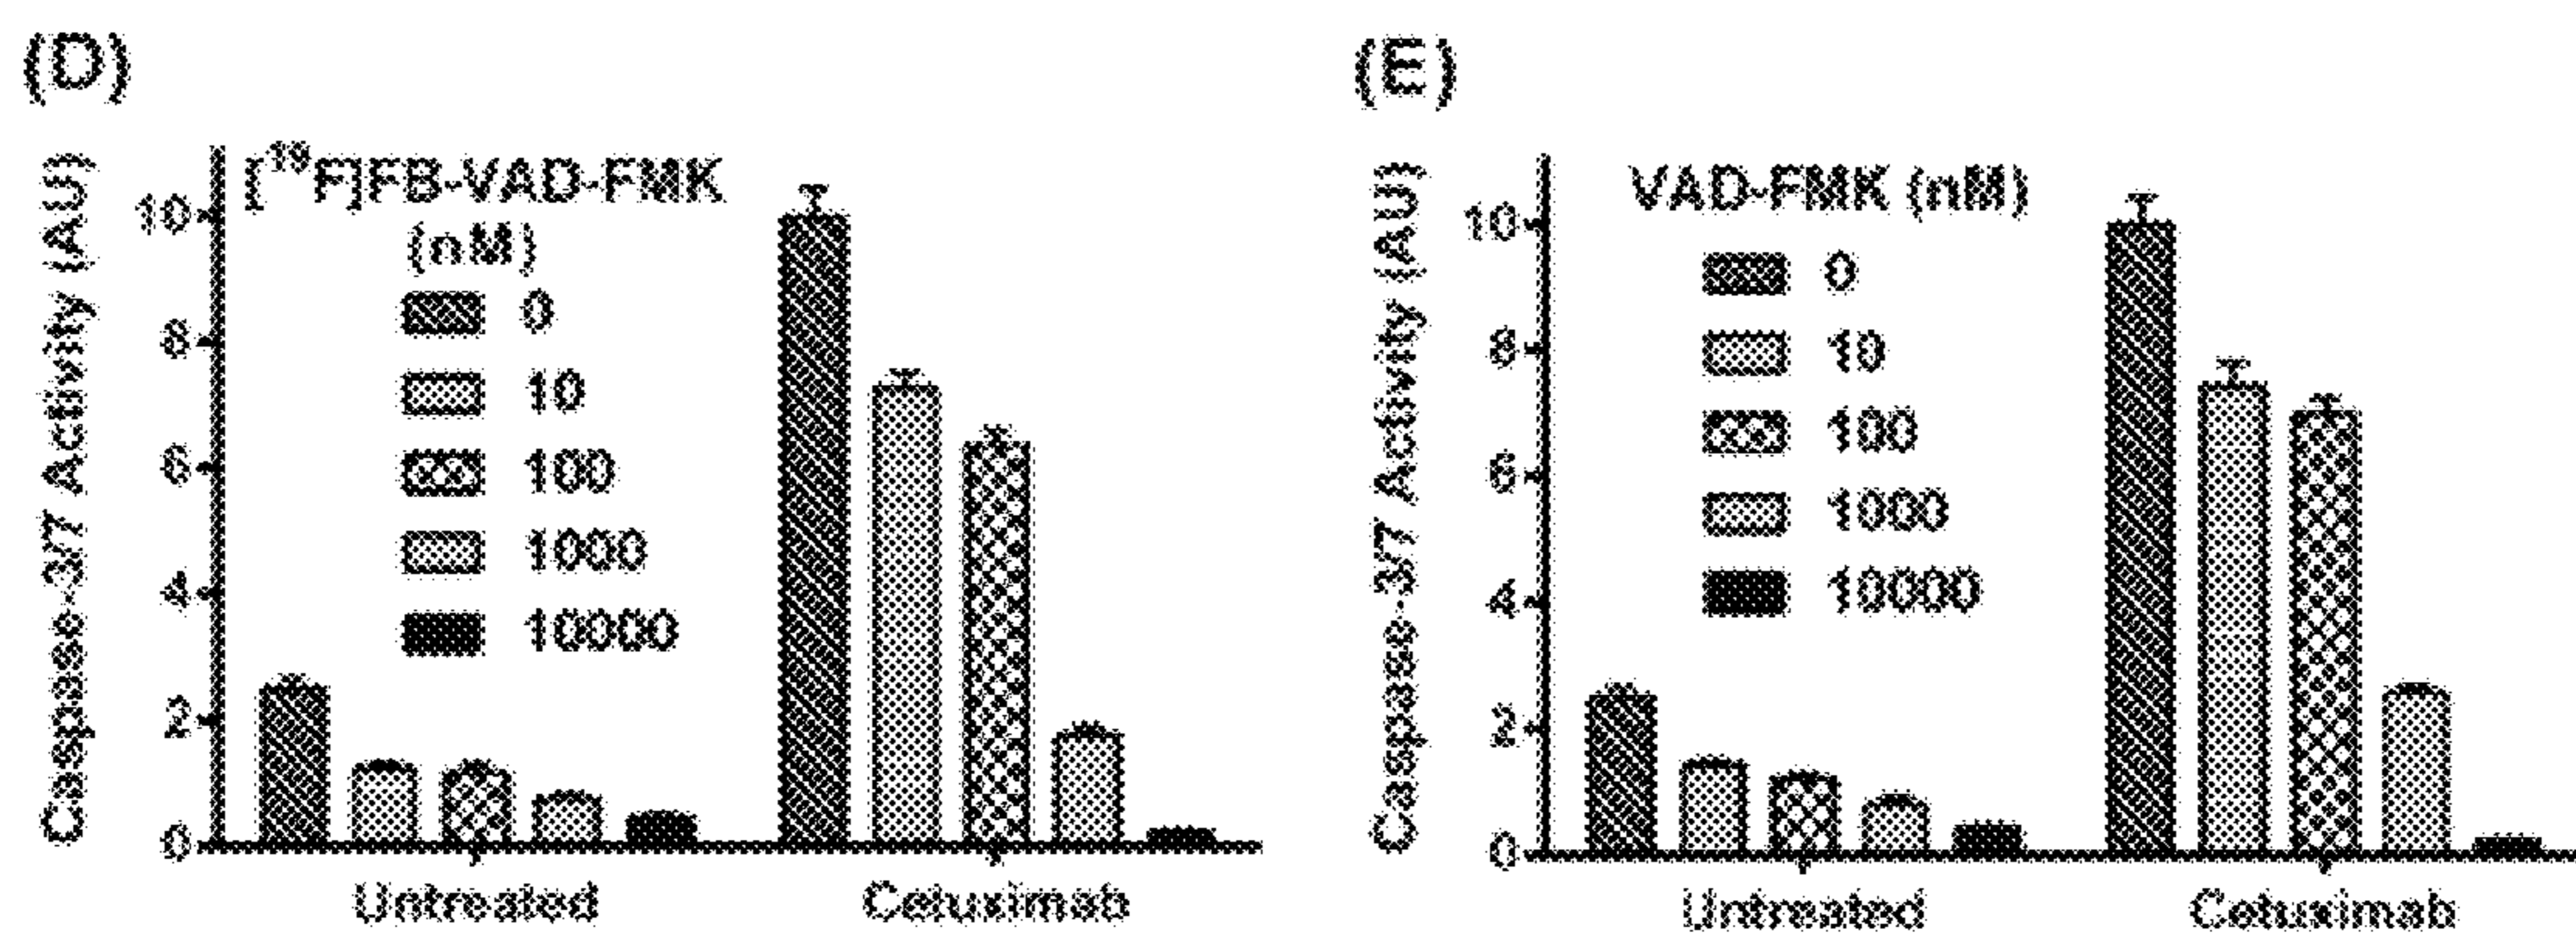 (D)
Caspase-3/7 Activity (AU)
[¹⁹F]FB-VAD-FMK
(nM)
0
10
100
1000
10000
10
8
6
4
2
0
Untreated
Cetuximab
(E)
Caspase-3/7 Activity (AU)
VAD-FMK (nM)
0
10
100
1000
10000
10
8
6
4
2
0
Untreated
Cetuximab